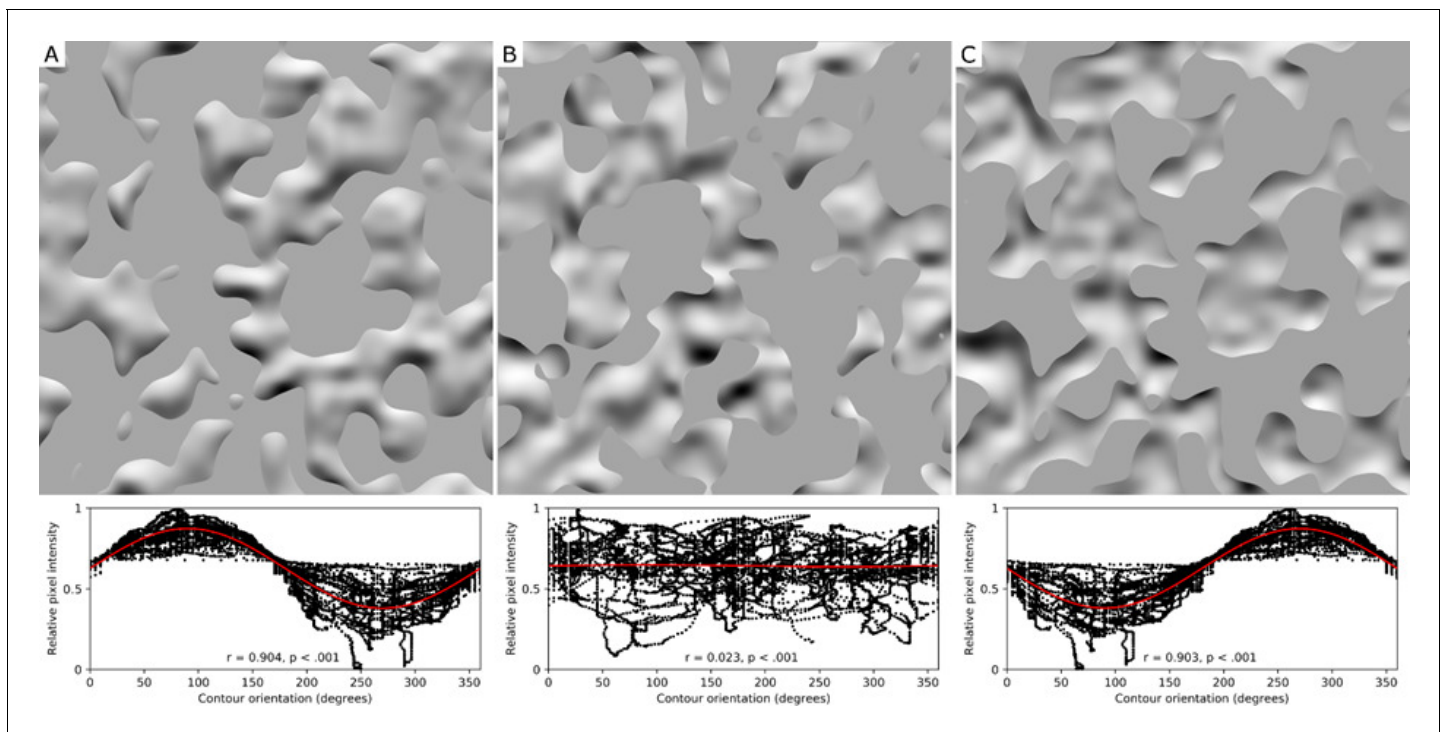 A
B
C
1
0.5
0
Relative pixel intensity
r = 0.904, p < .001
0 50 100 150 200 250 300 350
Contour orientation (degrees)
1
0.5
0
Relative pixel intensity
r = 0.023, p < .001
0 50 100 150 200 250 300 350
Contour orientation (degrees)
1
0.5
0
Relative pixel intensity
r = 0.903, p < .001
0 50 100 150 200 250 300 350
Contour orientation (degrees)